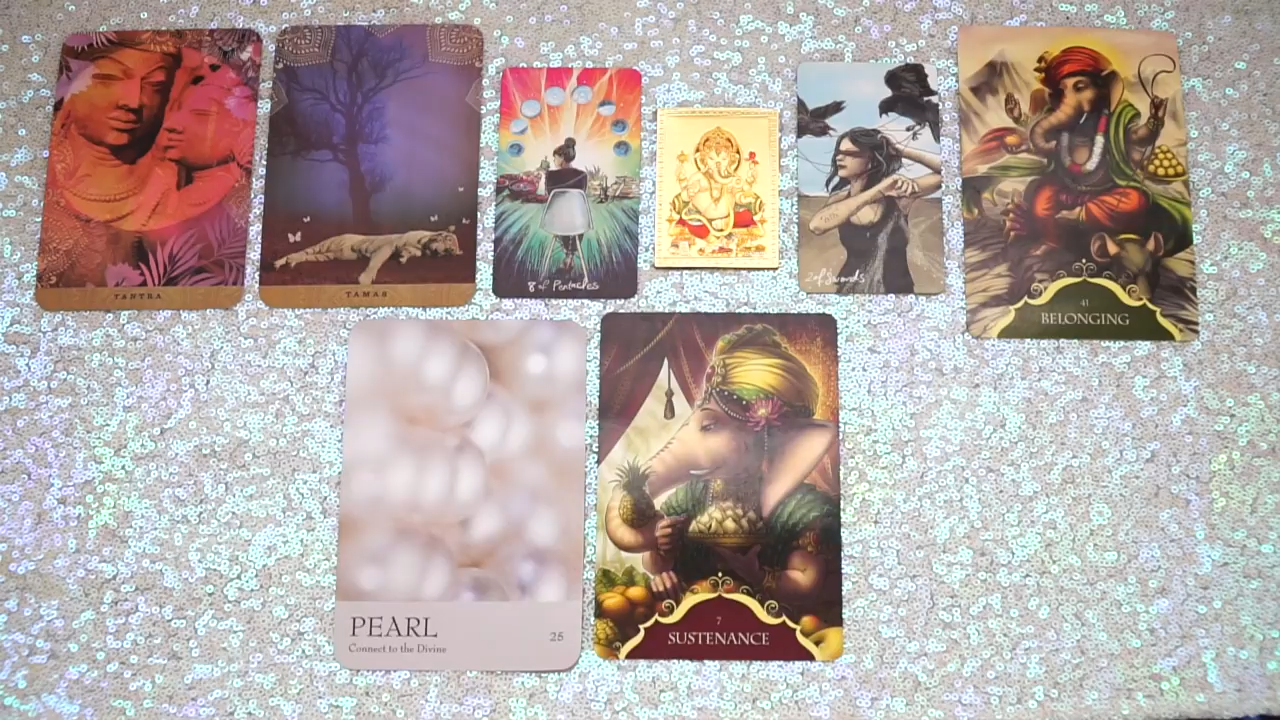 TANTRA
TAMAS
8 of Pentacles
2 of Swords
41
BELONGING
PEARL
25
Connect to the Divine
7
SUSTENANCE